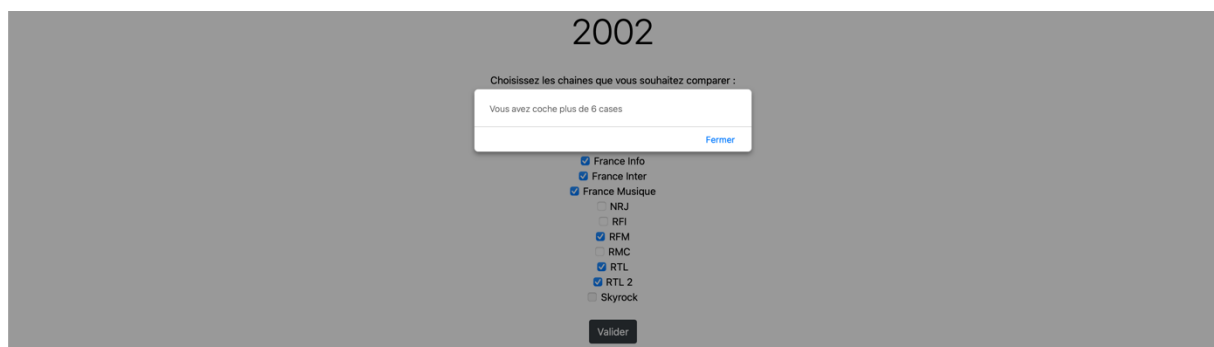 2002
Choisissez les chaines que vous souhaitez comparer :
Vous avez coche plus de 6 cases
Fermer
France Info
France Inter
France Musique
NRJ
RFI
RFM
RMC
RTL
RTL 2
Skyrock
Valider